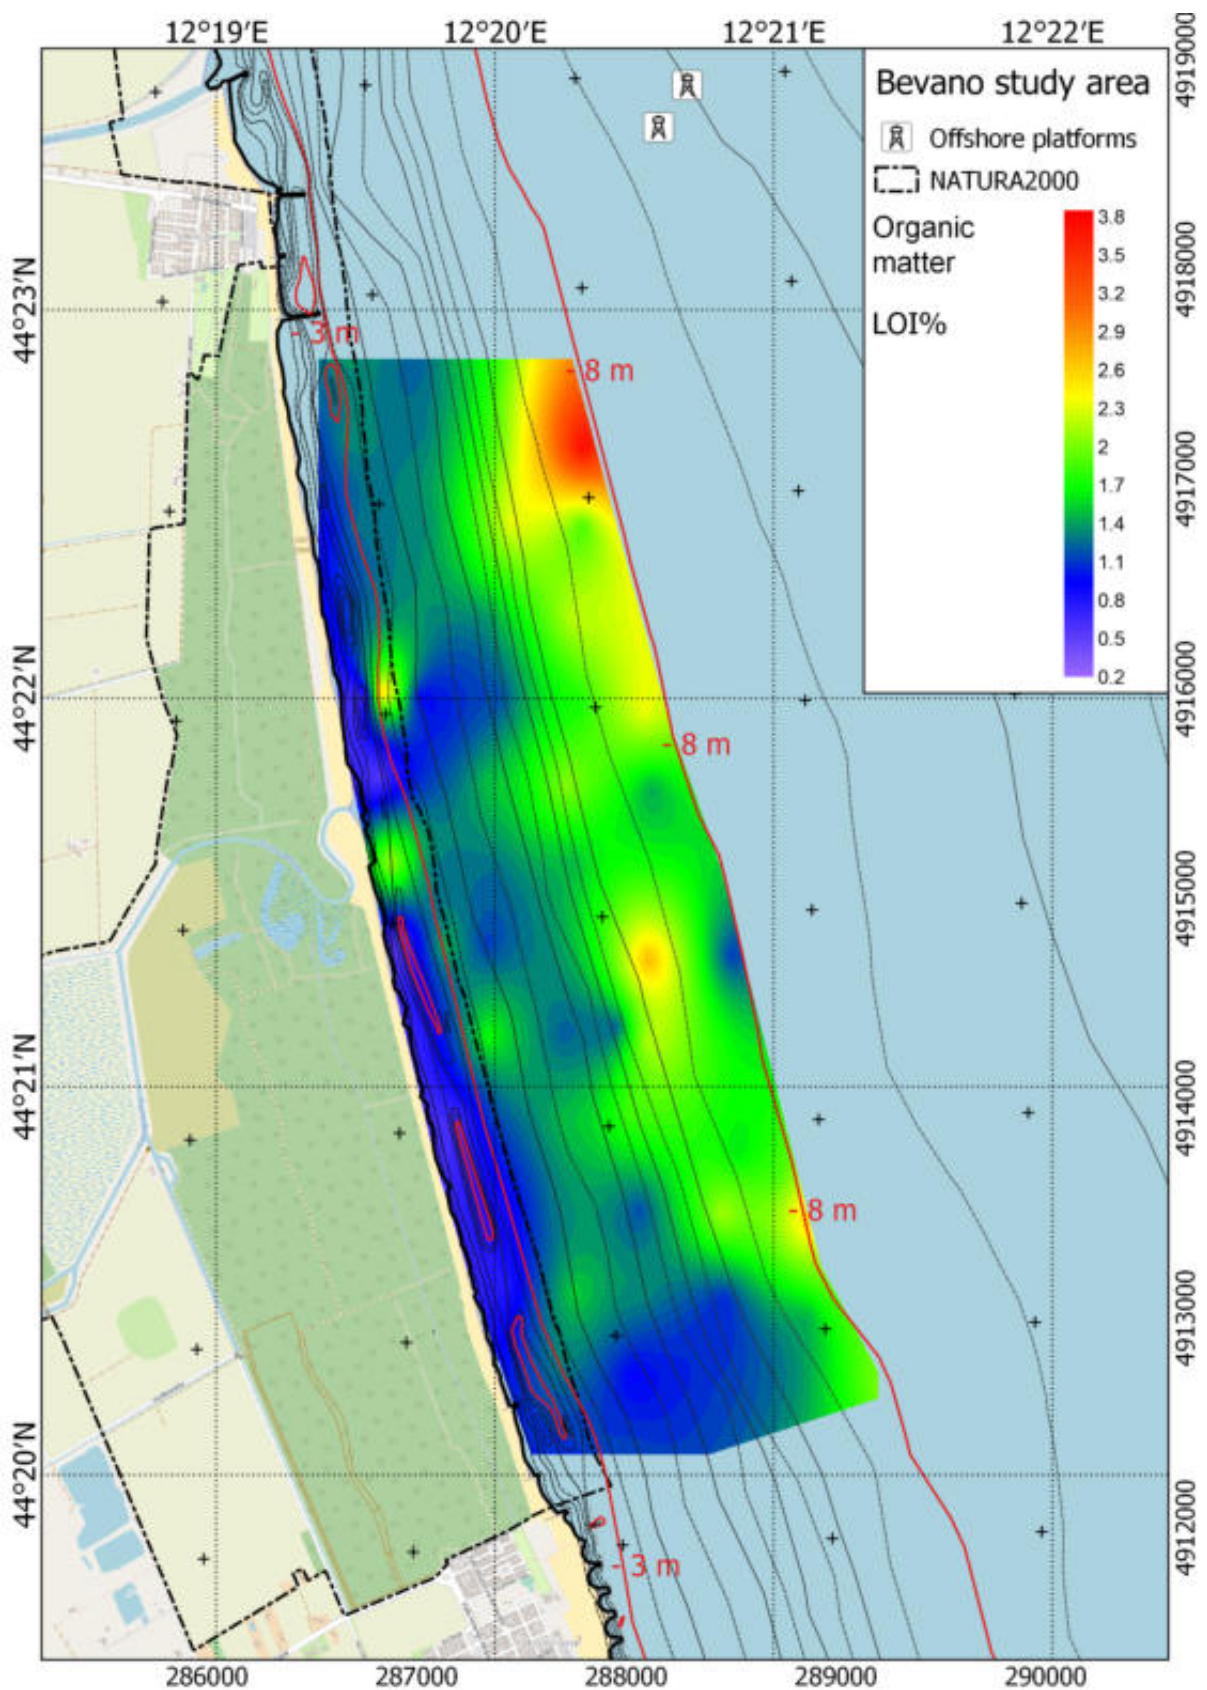 12°19′E 12°20′E 12°21′E 12°22′E
Bevano study area
Offshore platforms
NATURA2000
Organic
matter
LOI%
3.8
3.5
3.2
2.9
2.6
2.3
2
1.7
1.4
1.1
0.8
0.5
0.2
44°23′N
44°22′N
44°21′N
44°20′N
- 3 m
- 8 m
- 8 m
- 8 m
- 3 m
4919000
4918000
4917000
4916000
4915000
4914000
4913000
4912000
286000 287000 288000 289000 290000